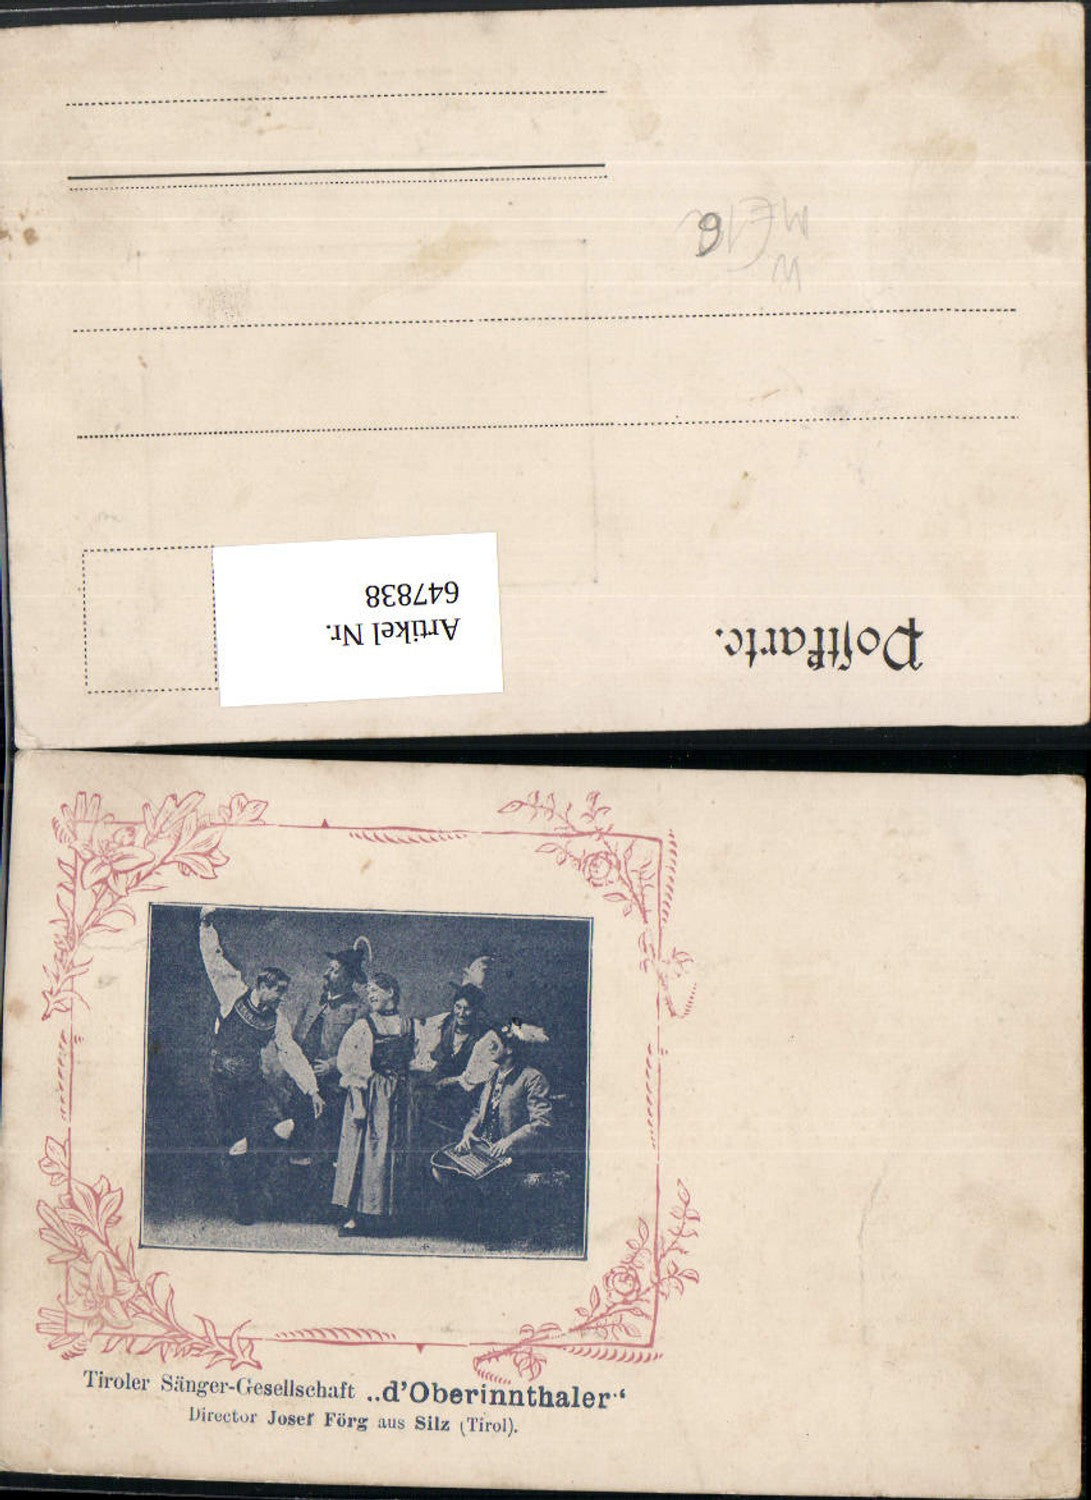 Postkarte.
Artikel Nr.
647838
Tiroler Sänger-Gesellschaft „d'Oberinnthaler“
Director Josef Förg aus Silz (Tirol).